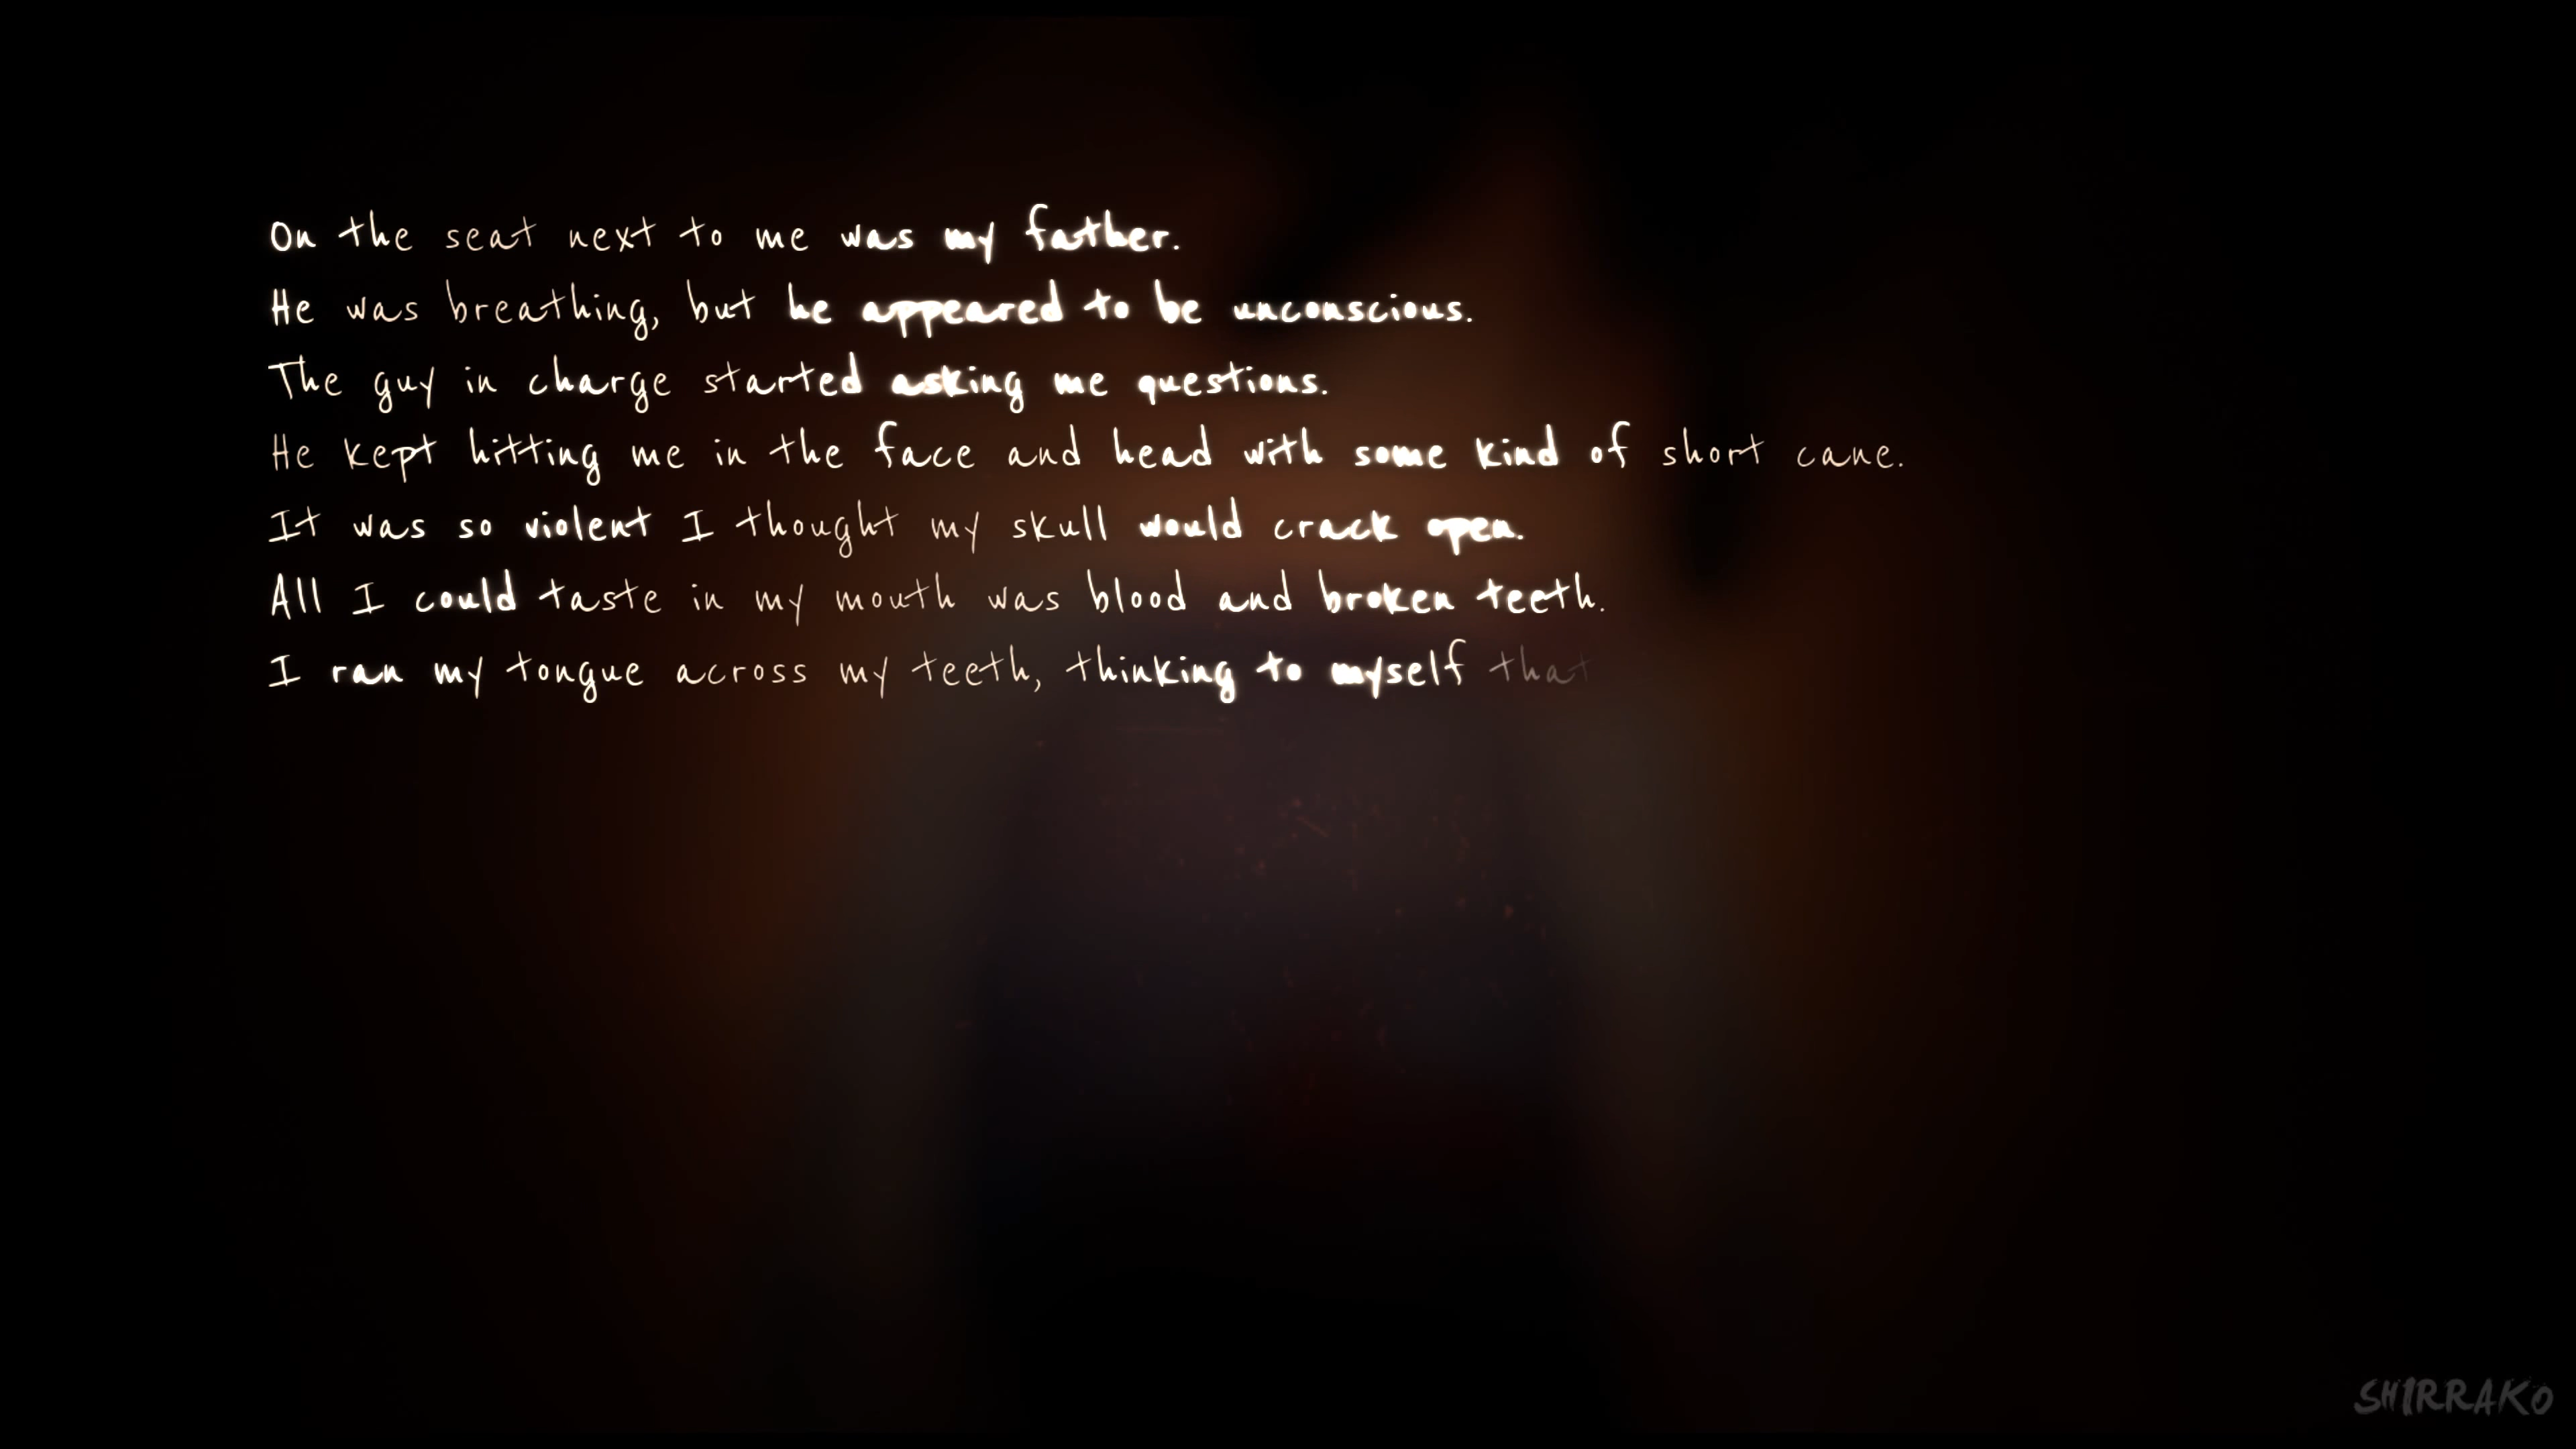 On the seat next to me was my father.
He was breathing, but he appeared to be unconscious.
The guy in charge started asking me questions.
He kept hitting me in the face and head with some kind of short cane.
It was so violent I thought my skull would crack open.
All I could taste in my mouth was blood and broken teeth.
I ran my tongue across my teeth, thinking to myself that
SHIRRAKO